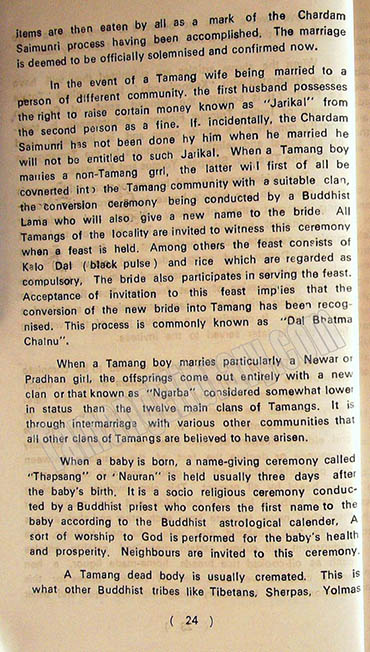 items are then eaten by all as a mark of the Chardam
Saimunri process having been accomplished. The marriage
is deemed to be officially solemnised and confirmed now.
In the event of a Tamang wife being married to a
person of different community. the first husband possesses
the right to raise certain money known as "Jarikal" from
the second person as a fine. If. incidentally, the Chardam
Saimunri has not been done by him when he married he
will not be entitled to such Jarikal. When a Tamang boy
marries a non-Tamang girl, the latter will first of all be
covnerted into the Tamang community with a suitable clan,
the conversion ceremony being conducted by a Buddhist
Lama who will also give a new name to the bride. All
Tamangs of the locality are invited to witness this ceremony
when a feast is held. Among others the feast consists of
Kalo Dal (black pulse) and rice which are regarded as
compulsory, The bride also participates in serving the feast.
Acceptance of invitation to this feast implies that the
conversion of the new bride into Tamang has been recog-
nised. This process is commonly known as "Dal Bhatma
Chalnu".
When a Tamang boy marries particularly a Newar or
Pradhan girl, the offsprings come out entirely with a new
clan or that known as "Ngarba" considered somewhat lower
in status than the twelve main clans of Tamangs. It is
through intermarriage with various other communities that
all other clans of Tamangs are believed to have arisen.
When a baby is born, a name-giving ceremony called
"Thapsang" or "Nauran" is held usually three days after
the baby's birth. It is a socio religious ceremony conduc-
ted by a Buddhist priest who confers the first name to the
baby according to the Buddhist astrological calender, A
sort of worship to God is performed for the baby's health
and prosperity. Neighbours are invited to this ceremony.
A Tamang dead body is usually cremated. This is
what other Buddhist tribes like Tibetans, Sherpas, Yolmas
( 24 )